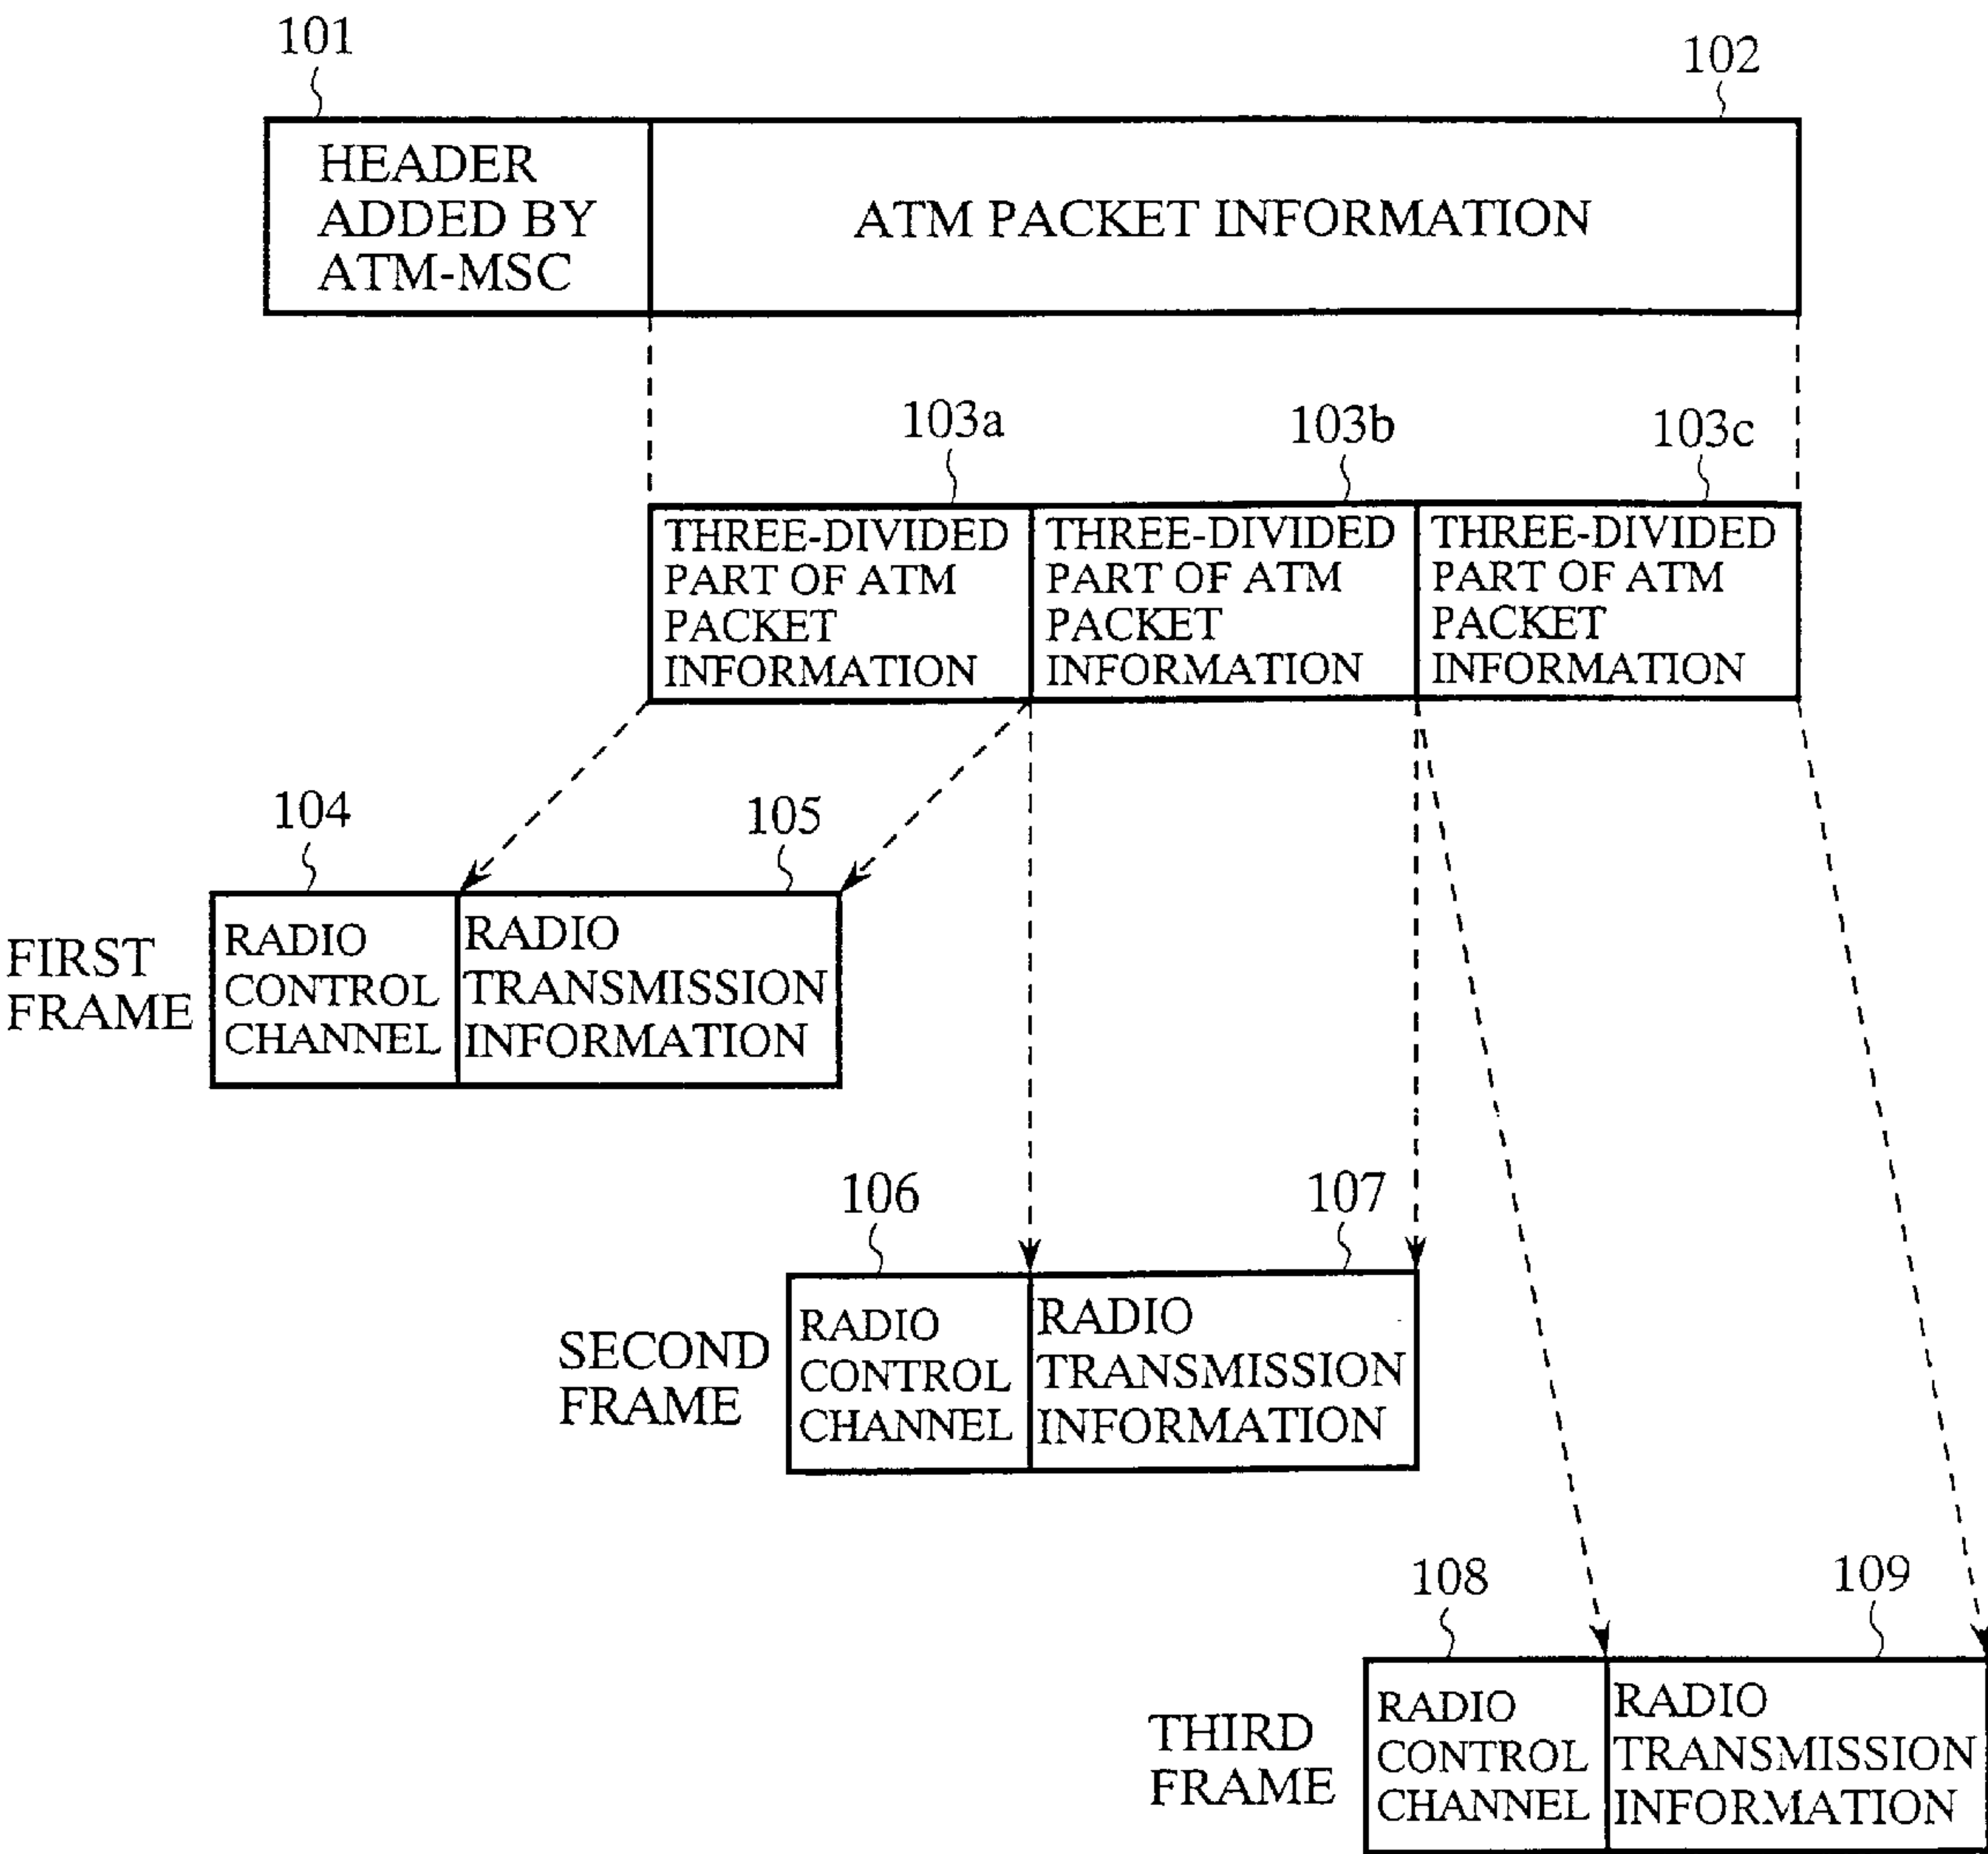 101
102
HEADER
ADDED BY
ATM-MSC
ATM PACKET INFORMATION
103a
103b
103c
THREE-DIVIDED
PART OF ATM
PACKET
INFORMATION
THREE-DIVIDED
PART OF ATM
PACKET
INFORMATION
THREE-DIVIDED
PART OF ATM
PACKET
INFORMATION
104
105
FIRST
FRAME
RADIO
CONTROL
CHANNEL
RADIO
TRANSMISSION
INFORMATION
106
107
SECOND
FRAME
RADIO
CONTROL
CHANNEL
RADIO
TRANSMISSION
INFORMATION
108
109
THIRD
FRAME
RADIO
CONTROL
CHANNEL
RADIO
TRANSMISSION
INFORMATION